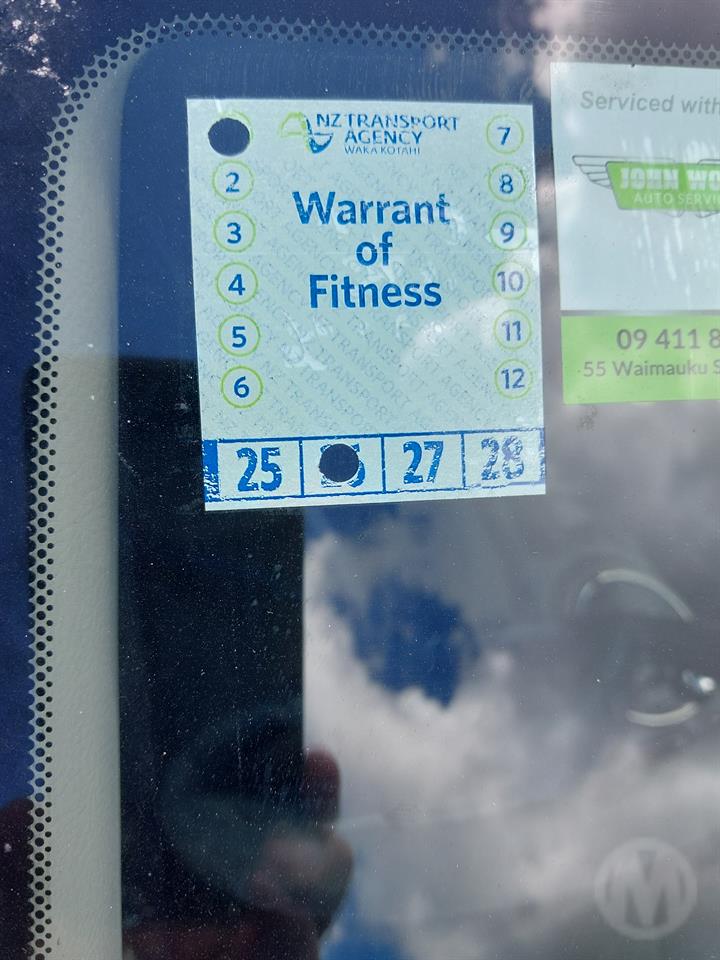 NZ TRANSPORT
AGENCY
WAKA KOTAHI
Warrant
of
Fitness
2
3
4
5
6
7
8
9
10
11
12
25
27
28
Serviced with
JOHN
AUTO
09 411 8
55 Waimauku S
M